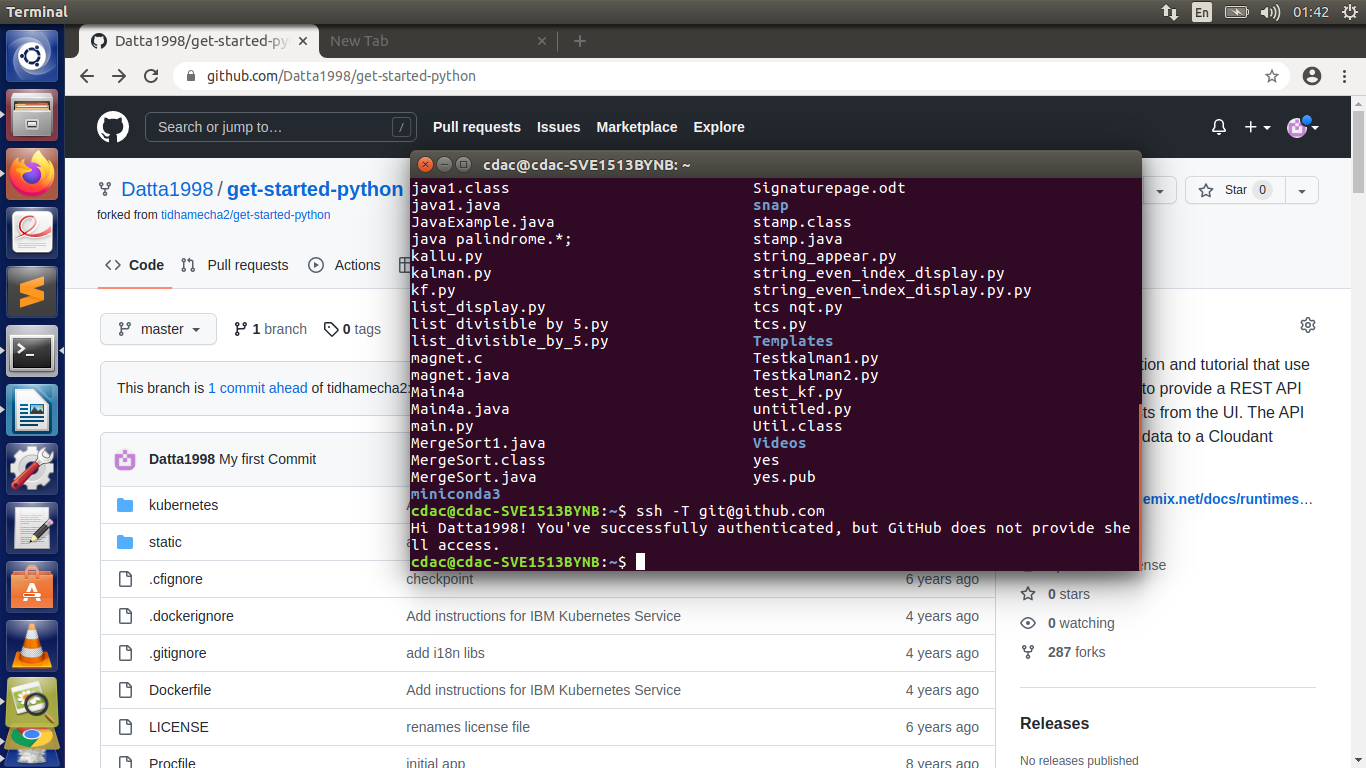 Terminal
En
01:42
Datta1998/get-started-py
New Tab
github.com/Datta1998/get-started-python
Search or jump to…
/
Pull requests
Issues
Marketplace
Explore
Datta1998 / get-started-python
forked from tidhamecha2/get-started-python
Star 0
Code
Pull requests
Actions
master
1 branch
0 tags
This branch is 1 commit ahead of tidhamecha2:
Datta1998 My first Commit
kubernetes
static
.cfignore
checkpoint
6 years ago
.dockerignore
Add instructions for IBM Kubernetes Service
4 years ago
.gitignore
add i18n libs
4 years ago
Dockerfile
Add instructions for IBM Kubernetes Service
4 years ago
LICENSE
renames license file
6 years ago
Procfile
initial app
8 years ago
cdac@cdac-SVE1513BYNB: ~
java1.class Signaturepage.odt
java1.java snap
JavaExample.java stamp.class
java palindrome.*; stamp.java
kallu.py string_appear.py
kalman.py string_even_index_display.py
kf.py string_even_index_display.py.py
list_display.py tcs nqt.py
list divisible by 5.py tcs.py
list_divisible_by_5.py Templates
magnet.c Testkalman1.py
magnet.java Testkalman2.py
Main4a test_kf.py
Main4a.java untitled.py
main.py Util.class
MergeSort1.java Videos
MergeSort.class yes
MergeSort.java yes.pub
miniconda3
cdac@cdac-SVE1513BYNB:~$ ssh -T git@github.com
Hi Datta1998! You've successfully authenticated, but GitHub does not provide she
ll access.
cdac@cdac-SVE1513BYNB:~$
tion and tutorial that use
to provide a REST API
ts from the UI. The API
data to a Cloudant
emix.net/docs/runtimes…
ense
0 stars
0 watching
287 forks
Releases
No releases published